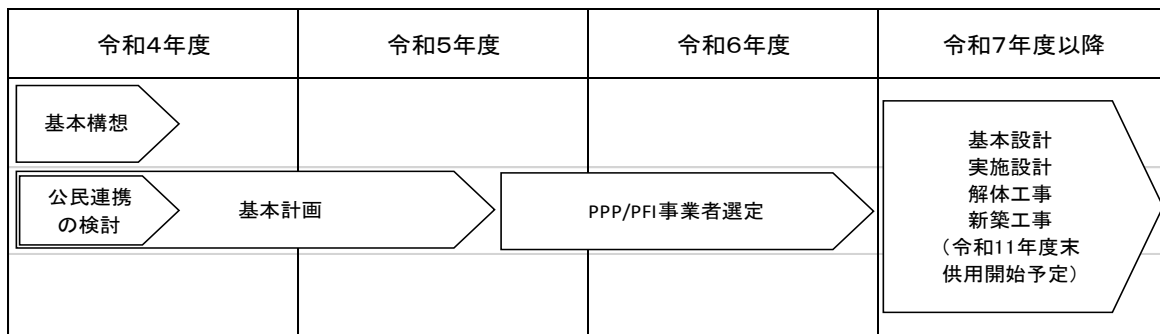 令和４年度
令和５年度
令和６年度
令和７年度以降
基本構想
公民連携
の検討
基本計画
PPP/PFI事業者選定
基本設計
実施設計
解体工事
新築工事
（令和11年度末
供用開始予定）